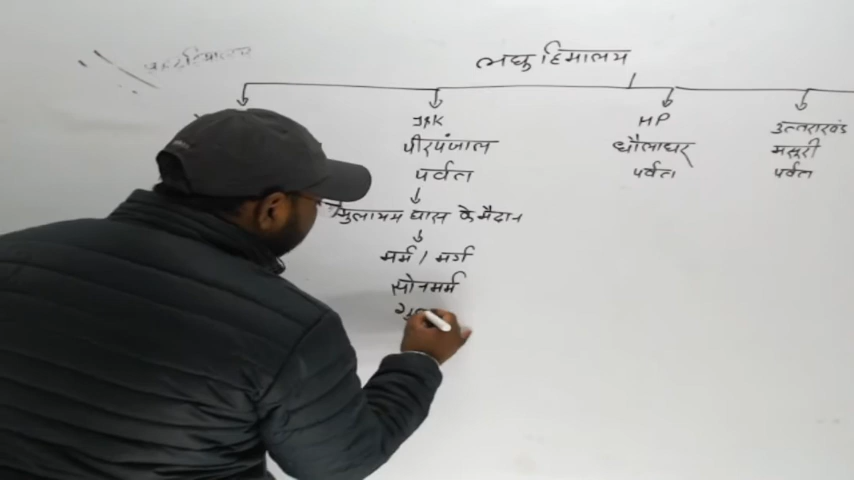 लघु हिमालय
J&K
पीरपंजाल
पर्वत
मुलायम घास के मैदान
मर्म / मर्ग
सोनमर्म
गु
HP
धौलाधर
पर्वत
उत्तराखंड
मसूरी
पर्वत